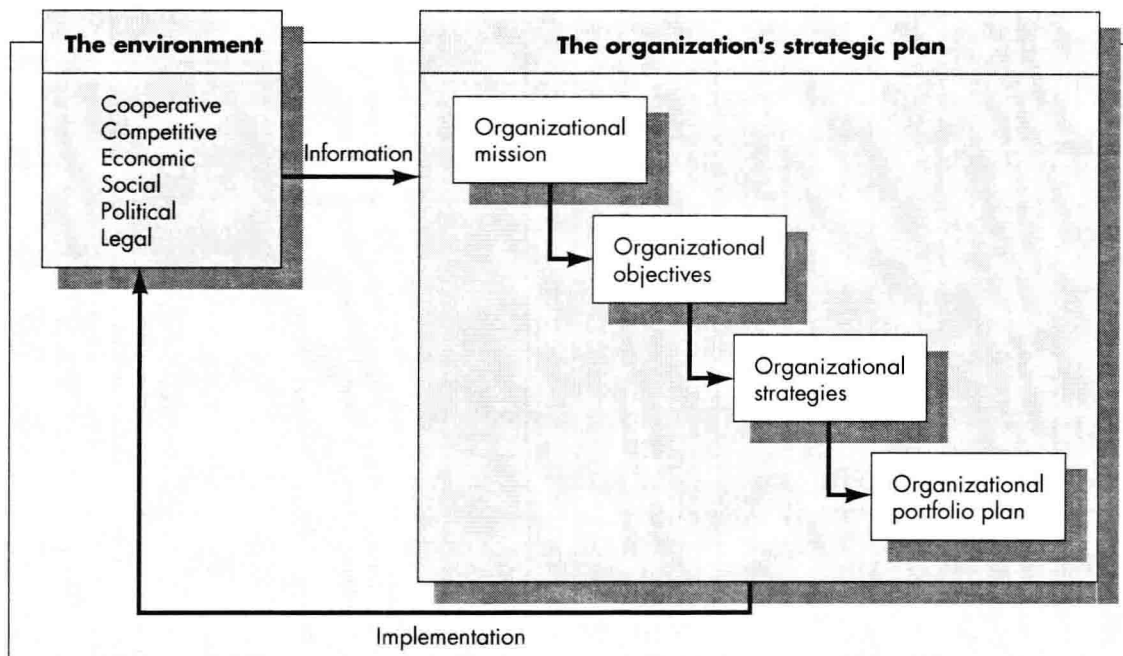 The environment
Cooperative
Competitive
Economic
Social
Political
Legal
Information
The organization's strategic plan
Organizational
mission
Organizational
objectives
Organizational
strategies
Organizational
portfolio plan
Implementation